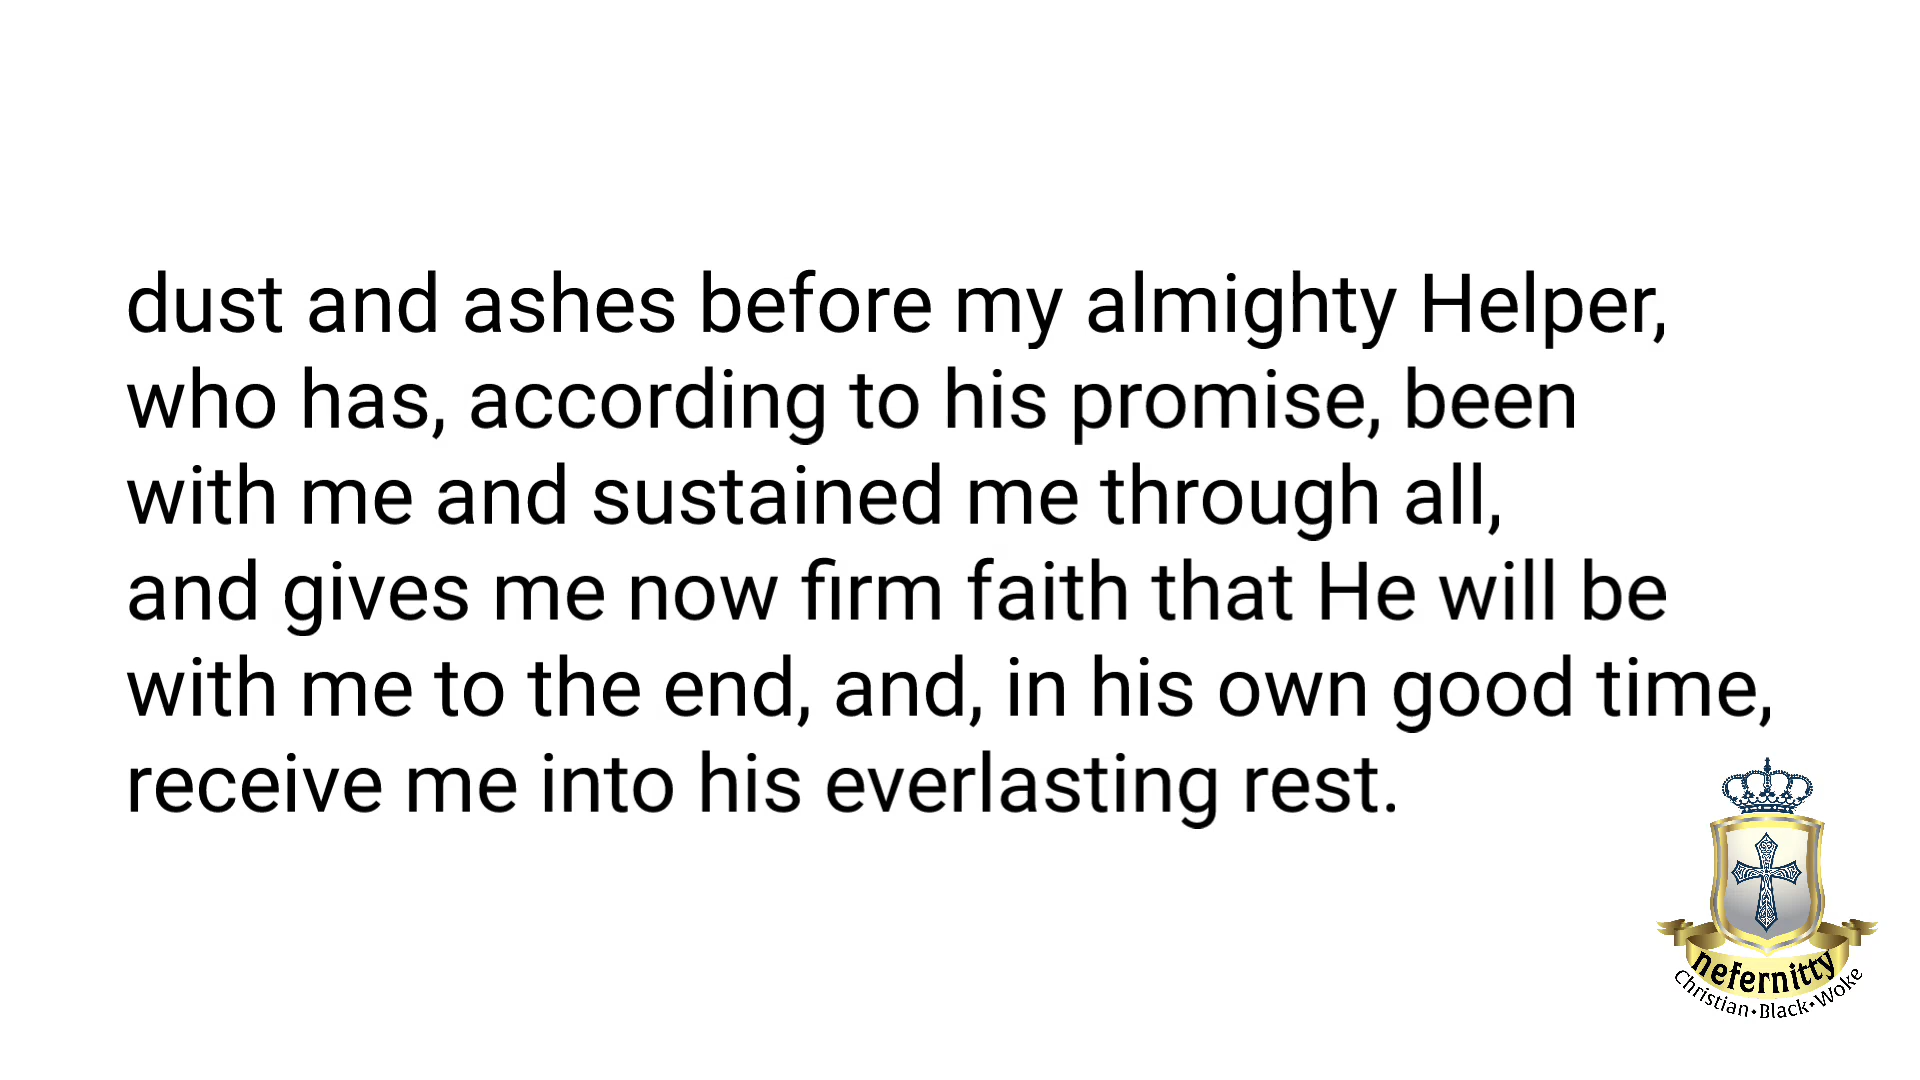 dust and ashes before my almighty Helper,
who has, according to his promise, been
with me and sustained me through all,
and gives me now firm faith that He will be
with me to the end, and, in his own good time,
receive me into his everlasting rest.
nefernitty
Christian•Black•Woke